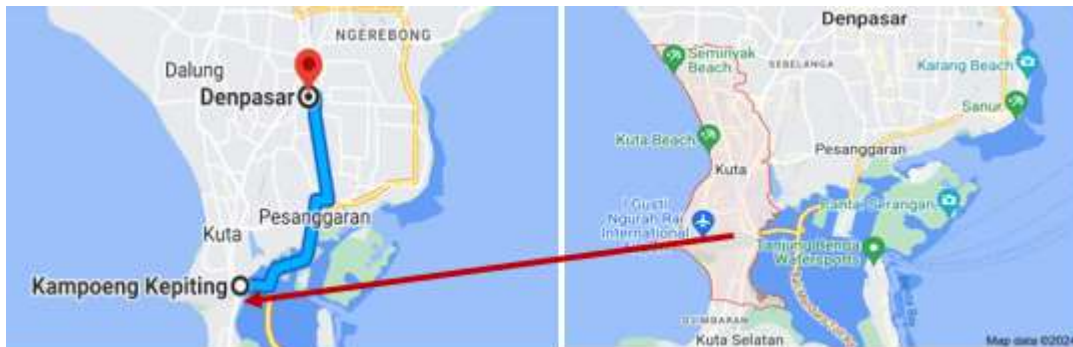 NGEREBONG
Dalung
Denpasar
Pesanggaran
Kuta
Kampoeng Kepiting
Denpasar
Seminyak
Beach
SEBELANGA
Karang Beach
Sanur
Kuta Beach
Pesanggaran
Kuta
I Gusti
Ngurah Rai
International
Serangan
Watersports
Kuta Selatan
Map data ©2024